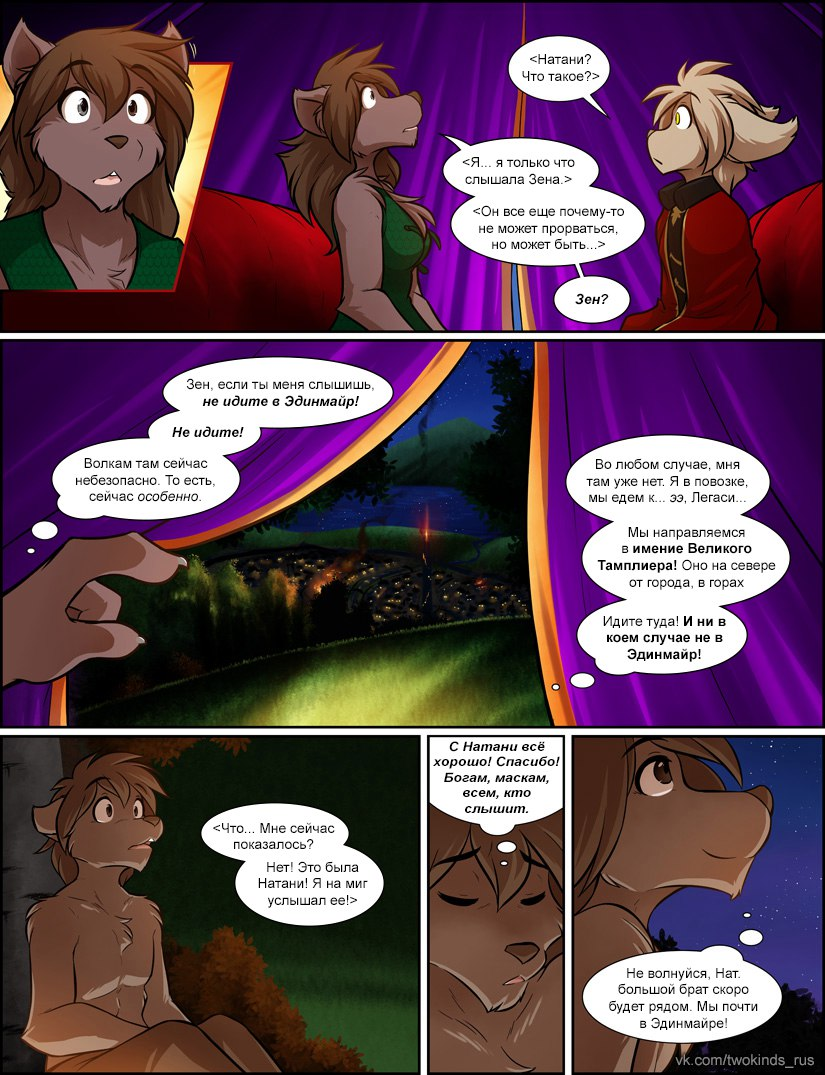 <Натани?
Что такое?>
<Я... я только что
слышала Зена.>
<Он все еще почему-то
не может прорваться,
но может быть...>
Зен?
Зен, если ты меня слышишь,
не идите в Эдинмайр!
Не идите!
Волкам там сейчас
небезопасно. То есть,
сейчас особенно.
Во любом случае, мня
там уже нет. Я в повозке,
мы едем к... ээ, Легаси...
Мы направляемся
в имение Великого
Тамплиера! Оно на севере
от города, в горах
Идите туда! И ни в
коем случае не в
Эдинмайр!
<Что... Мне сейчас
показалось?
Нет! Это была
Натани! Я на миг
услышал ее!>
С Натани всё
хорошо! Спасибо!
Богам, маскам,
всем, кто
слышит.
Не волнуйся, Нат.
большой брат скоро
будет рядом. Мы почти
в Эдинмайре!
vk.com/twokinds_rus